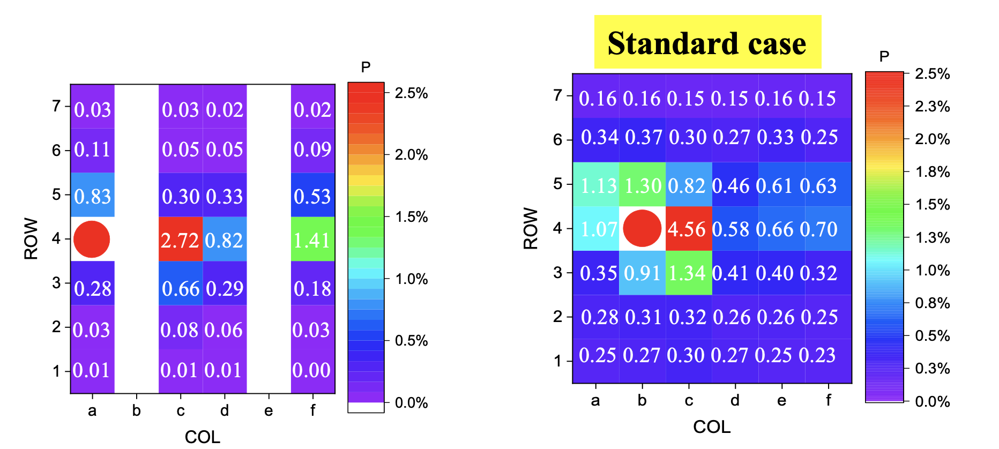 P
2.5%
2.0%
1.5%
1.0%
0.5%
0.0%
7 0.03 0.03 0.02 0.02
6 0.11 0.05 0.05 0.09
5 0.83 0.30 0.33 0.53
4 2.72 0.82 1.41
3 0.28 0.66 0.29 0.18
2 0.03 0.08 0.06 0.03
1 0.01 0.01 0.01 0.00
ROW
a b c d e f
COL
Standard case
P
2.5%
2.3%
2.0%
1.8%
1.5%
1.3%
1.0%
0.8%
0.5%
0.3%
0.0%
7 0.16 0.16 0.15 0.15 0.16 0.15
6 0.34 0.37 0.30 0.27 0.33 0.25
5 1.13 1.30 0.82 0.46 0.61 0.63
4 1.07 4.56 0.58 0.66 0.70
3 0.35 0.91 1.34 0.41 0.40 0.32
2 0.28 0.31 0.32 0.26 0.26 0.25
1 0.25 0.27 0.30 0.27 0.25 0.23
ROW
a b c d e f
COL